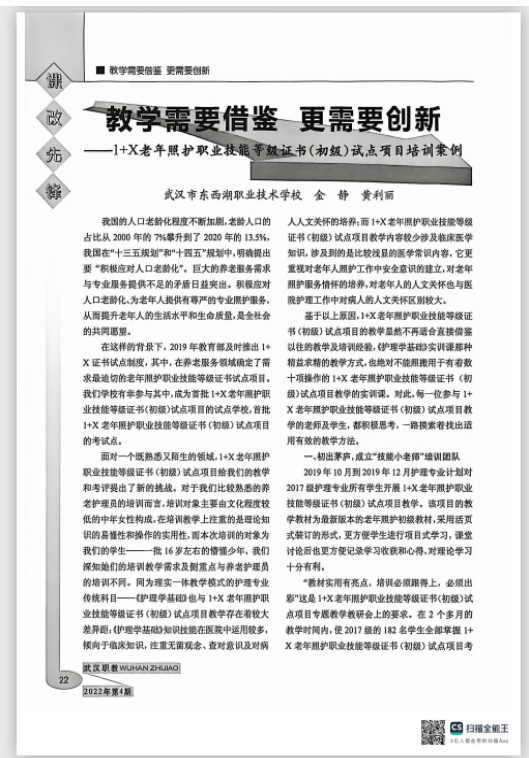 ■ 教学需要借鉴 更需要创新
课
改
先
锋
教学需要借鉴 更需要创新
——1+X老年照护职业技能等级证书(初级)试点项目培训案例
武汉市东西湖职业技术学校 金 静 黄利丽
我国的人口老龄化程度不断加剧,老龄人口的
占比从 2000 年的 7%攀升到了 2020 年的 13.5%,
我国在“十三五规划”和“十四五”规划中,明确提出
要 “积极应对人口老龄化”。巨大的养老服务需求
与专业服务提供不足的矛盾日益突出。积极应对
人口老龄化、为老年人提供有尊严的专业照护服务,
从而提升老年人的生活水平和生命质量,是全社会
的共同愿望。
在这样的背景下, 2019 年教育部及时推出 1+
X 证书试点制度,其中,在养老服务领域确定了需
求最迫切的老年照护职业技能等级证书试点项目。
我们学校有幸参与其中,成为首批 1+X老年照护职
业技能等级证书(初级)试点项目的试点学校,首批
1+X 老年照护职业技能等级证书(初级)试点项目
的考试点。
面对一个既熟悉又陌生的领域,1+X老年照护
职业技能等级证书(初级)试点项目给我们的教学
和考评提出了新的挑战。对于我们比较熟悉的养
老护理员的培训而言,培训对象主要由文化程度较
低的中年女性构成,在培训教学上注重的是理论知
识的易懂性和操作的实用性,而本次培训的对象为
我们的学生——一批 16 岁左右的懵懂少年,我们
深知她们的培训教学需求及侧重点与养老护理员
的培训不同。同为理实一体教学模式的护理专业
传统科目——《护理学基础》也与 1+X 老年照护职
业技能等级证书(初级)试点项目教学存在着较大
差异距:《护理学基础》知识技能在医院中运用较多,
倾向于临床知识,注重无菌观念、查对意识及对病
人人文关怀的培养;而 1+X老年照护职业技能等级
证书(初级)试点项目教学内容较少涉及临床医学
知识,涉及到的是比较浅显的医学常识内容,它更
重视对老年人照护工作中安全意识的建立,对老年
照护服务情怀的培养,对老年人的人文关怀也与医
院护理工作中对病人的人文关怀区别较大。
基于以上原因,1+X老年照护职业技能等级证
书(初级)试点项目的教学显然不再适合直接借鉴
以往的教学及培训经验,《护理学基础》实训课那种
精益求精的教学方式,也绝对不能照搬用于有着数
十项操作的 1+X 老年照护职业技能等级证书(初
级)试点项目教学的实训课。对此,每一位参与 1+
X 老年照护职业技能等级证书(初级)试点项目教
学的老师及学生,都积极思考,一路摸索着找出适
用有效的教学方法。
一、初出茅庐,成立“技能小老师”培训团队
2019年10月到2019年12月护理专业计划对
2017级护理专业所有学生开展 1+X老年照护职业
技能等级证书(初级)试点项目教学。该项目的教
学教材为最新版本的老年照护初级教材,采用活页
式装订的形式,更方便学生进行项目式学习,课堂
讨论后也更方便记录学习收获和心得,对理论学习
十分有利。
“教材实用有亮点,培训必须跟得上,必须出
彩”这是 1+X老年照护职业技能等级证书(初级)试
点项目专题教学教研会上的要求。在 2 个多月的
教学时间内,使 2017级的 182 名学生全部掌握 1+
X 老年照护职业技能等级证书(初级)试点项目考
22
武汉职教WUHAN ZHIJIAO
2022年第4期
CS 扫描全能王
3亿人都在用的扫描App